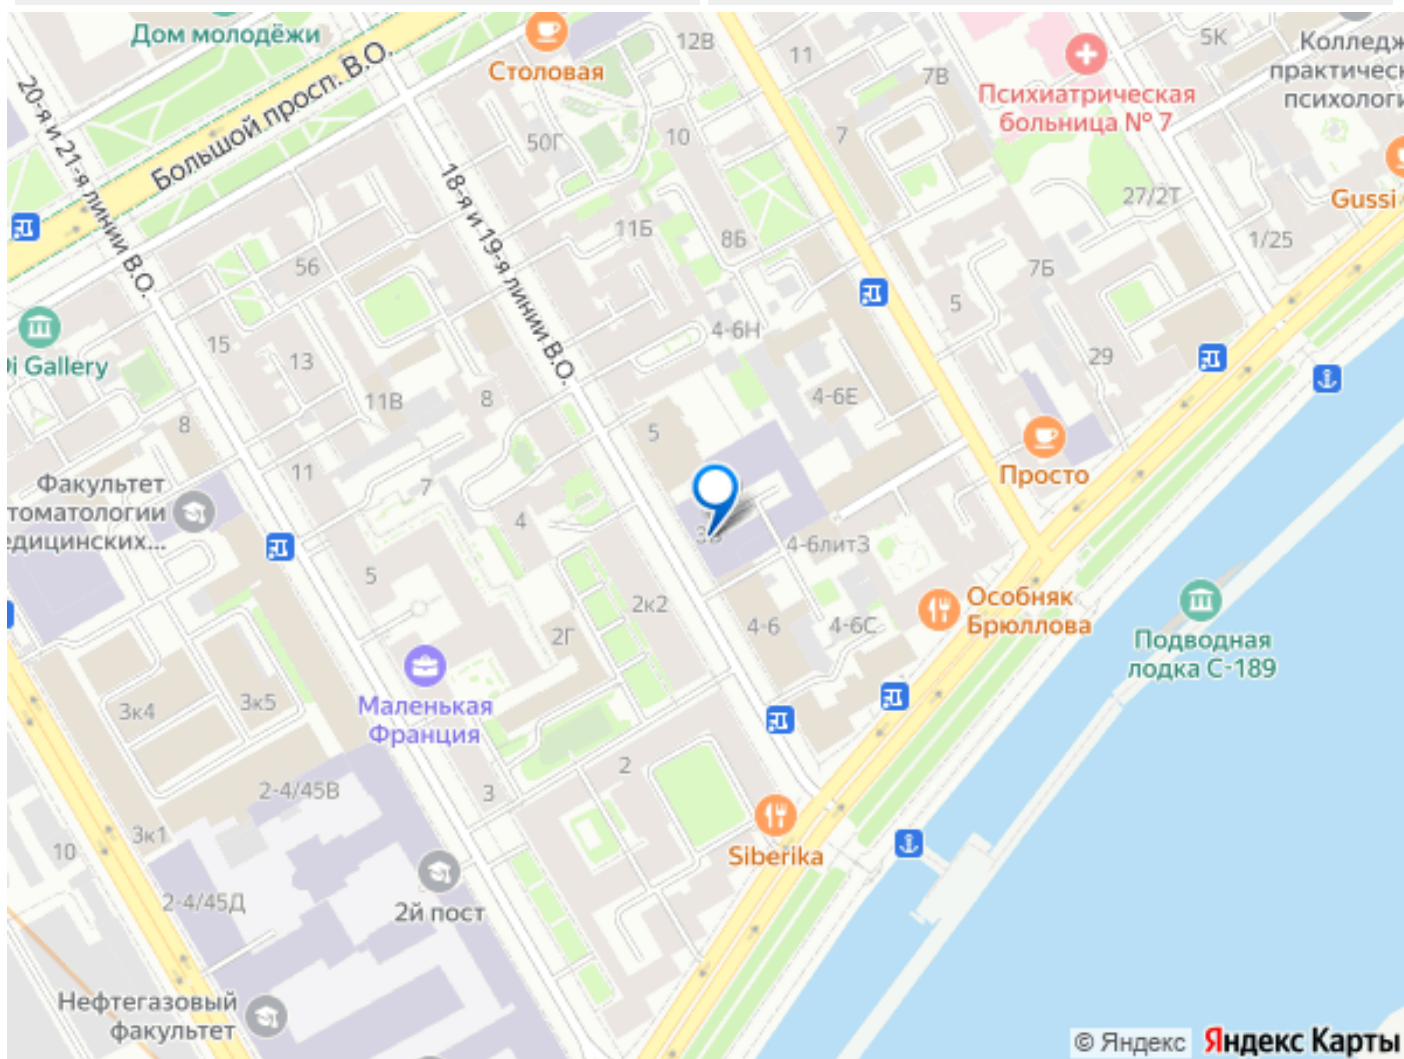 Дом молодёжи
Столовая
12В
11
5К
Колледж
практическ
психологи
20-я и 21-я линии В.О.
Большой просп. В.О.
50Г
10
7
7В
Психиатрическая
больница № 7
27/2Т
Gussi
18-я и 19-я линии В.О.
11Б
8Б
1/25
56
7Б
5
15
13
4-6Н
29
Di Gallery
11В
8
4-6Е
8
5
Просто
11
7
Факультет
томатологии
едицинских...
4
3В
4-6литЗ
5
2к2
4-6
4-6С
Особняк
Брюллова
2Г
Подводная
лодка С-189
3к4
3к5
Маленькая
Франция
2
2-4/45В
3
3к1
10
Siberika
2-4/45Д
2й пост
Нефтегазовый
факультет
© Яндекс Яндекс Карты